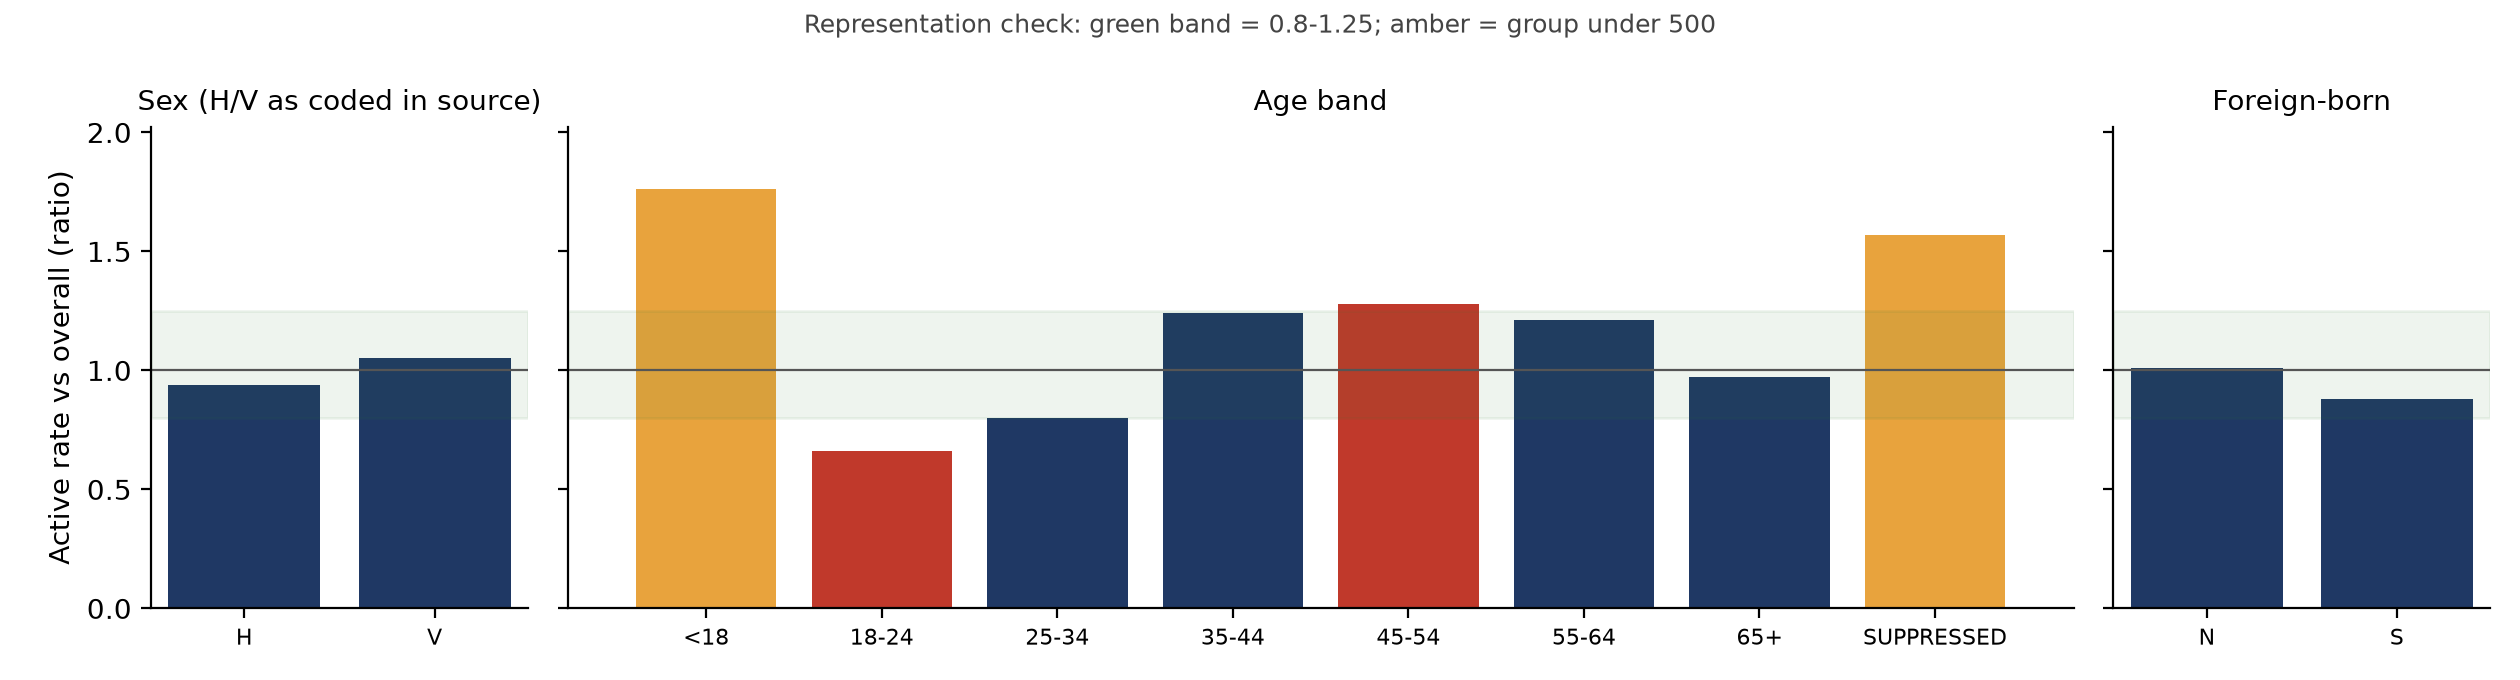 Representation check: green band = 0.8-1.25; amber = group under 500
Sex (H/V as coded in source)
Age band
Foreign-born
Active rate vs overall (ratio)
2.0
1.5
1.0
0.5
0.0
H V
<18 18-24 25-34 35-44 45-54 55-64 65+ SUPPRESSED
N S